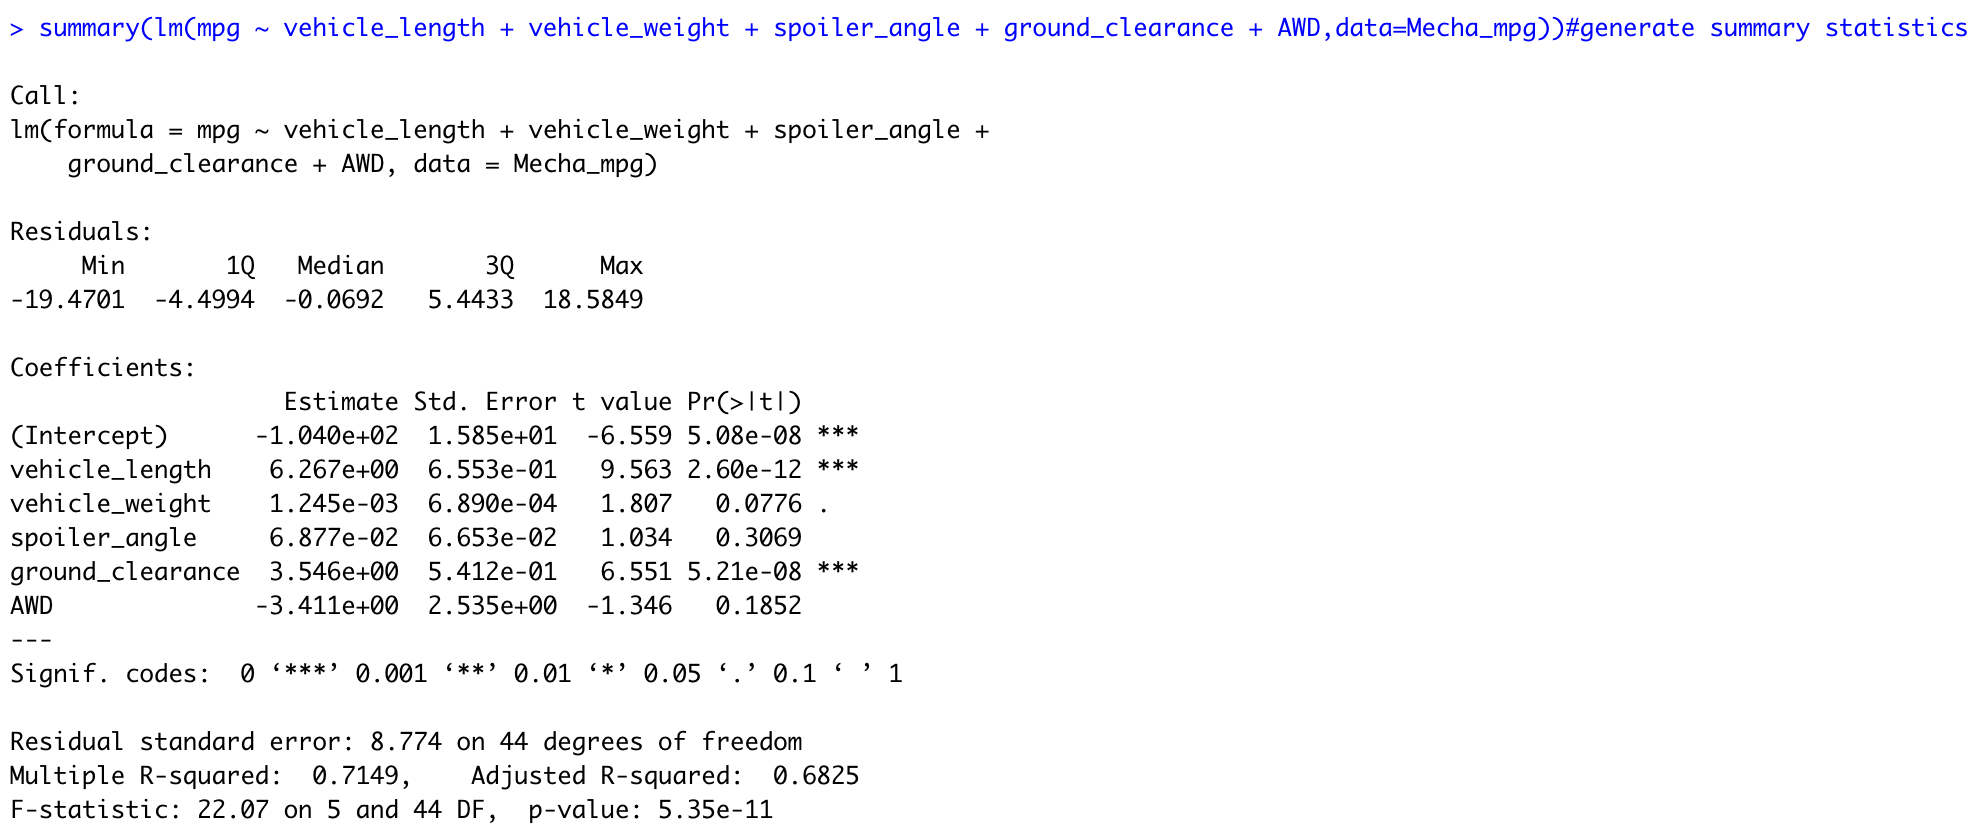 > summary(lm(mpg ~ vehicle_length + vehicle_weight + spoiler_angle + ground_clearance + AWD,data=Mecha_mpg))#generate summary statistics
Call:
lm(formula = mpg ~ vehicle_length + vehicle_weight + spoiler_angle +
    ground_clearance + AWD, data = Mecha_mpg)
Residuals:
     Min       1Q   Median       3Q      Max
-19.4701  -4.4994  -0.0692   5.4433  18.5849
Coefficients:
                   Estimate Std. Error t value Pr(>|t|)
(Intercept)      -1.040e+02  1.585e+01  -6.559 5.08e-08 ***
vehicle_length    6.267e+00  6.553e-01   9.563 2.60e-12 ***
vehicle_weight    1.245e-03  6.890e-04   1.807   0.0776 .
spoiler_angle     6.877e-02  6.653e-02   1.034   0.3069
ground_clearance  3.546e+00  5.412e-01   6.551 5.21e-08 ***
AWD              -3.411e+00  2.535e+00  -1.346   0.1852
---
Signif. codes:  0 ‘***’ 0.001 ‘**’ 0.01 ‘*’ 0.05 ‘.’ 0.1 ‘ ’ 1
Residual standard error: 8.774 on 44 degrees of freedom
Multiple R-squared:  0.7149,    Adjusted R-squared:  0.6825
F-statistic: 22.07 on 5 and 44 DF,  p-value: 5.35e-11